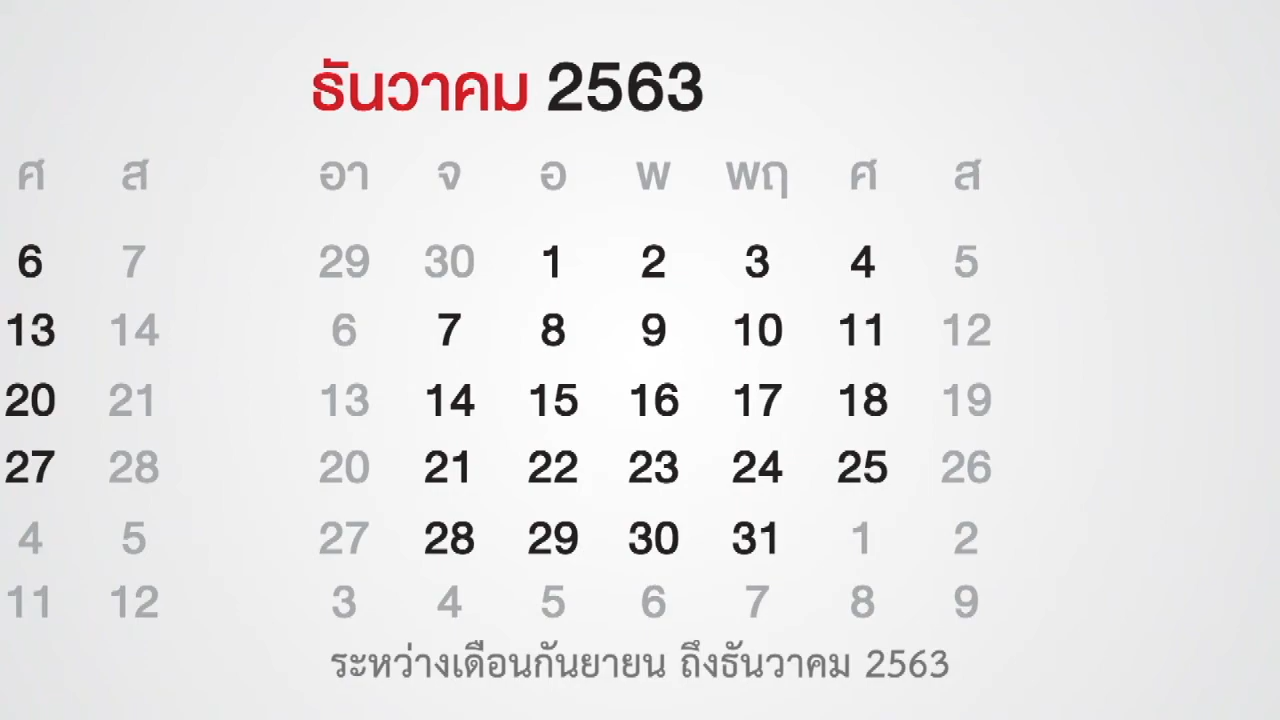 ธันวาคม 2563
ศ ส อา จ อ พ พฤ ศ ส
6 7 29 30 1 2 3 4 5
13 14 6 7 8 9 10 11 12
20 21 13 14 15 16 17 18 19
27 28 20 21 22 23 24 25 26
4 5 27 28 29 30 31 1 2
11 12 3 4 5 6 7 8 9
ระหว่างเดือนกันยายน ถึงธันวาคม 2563